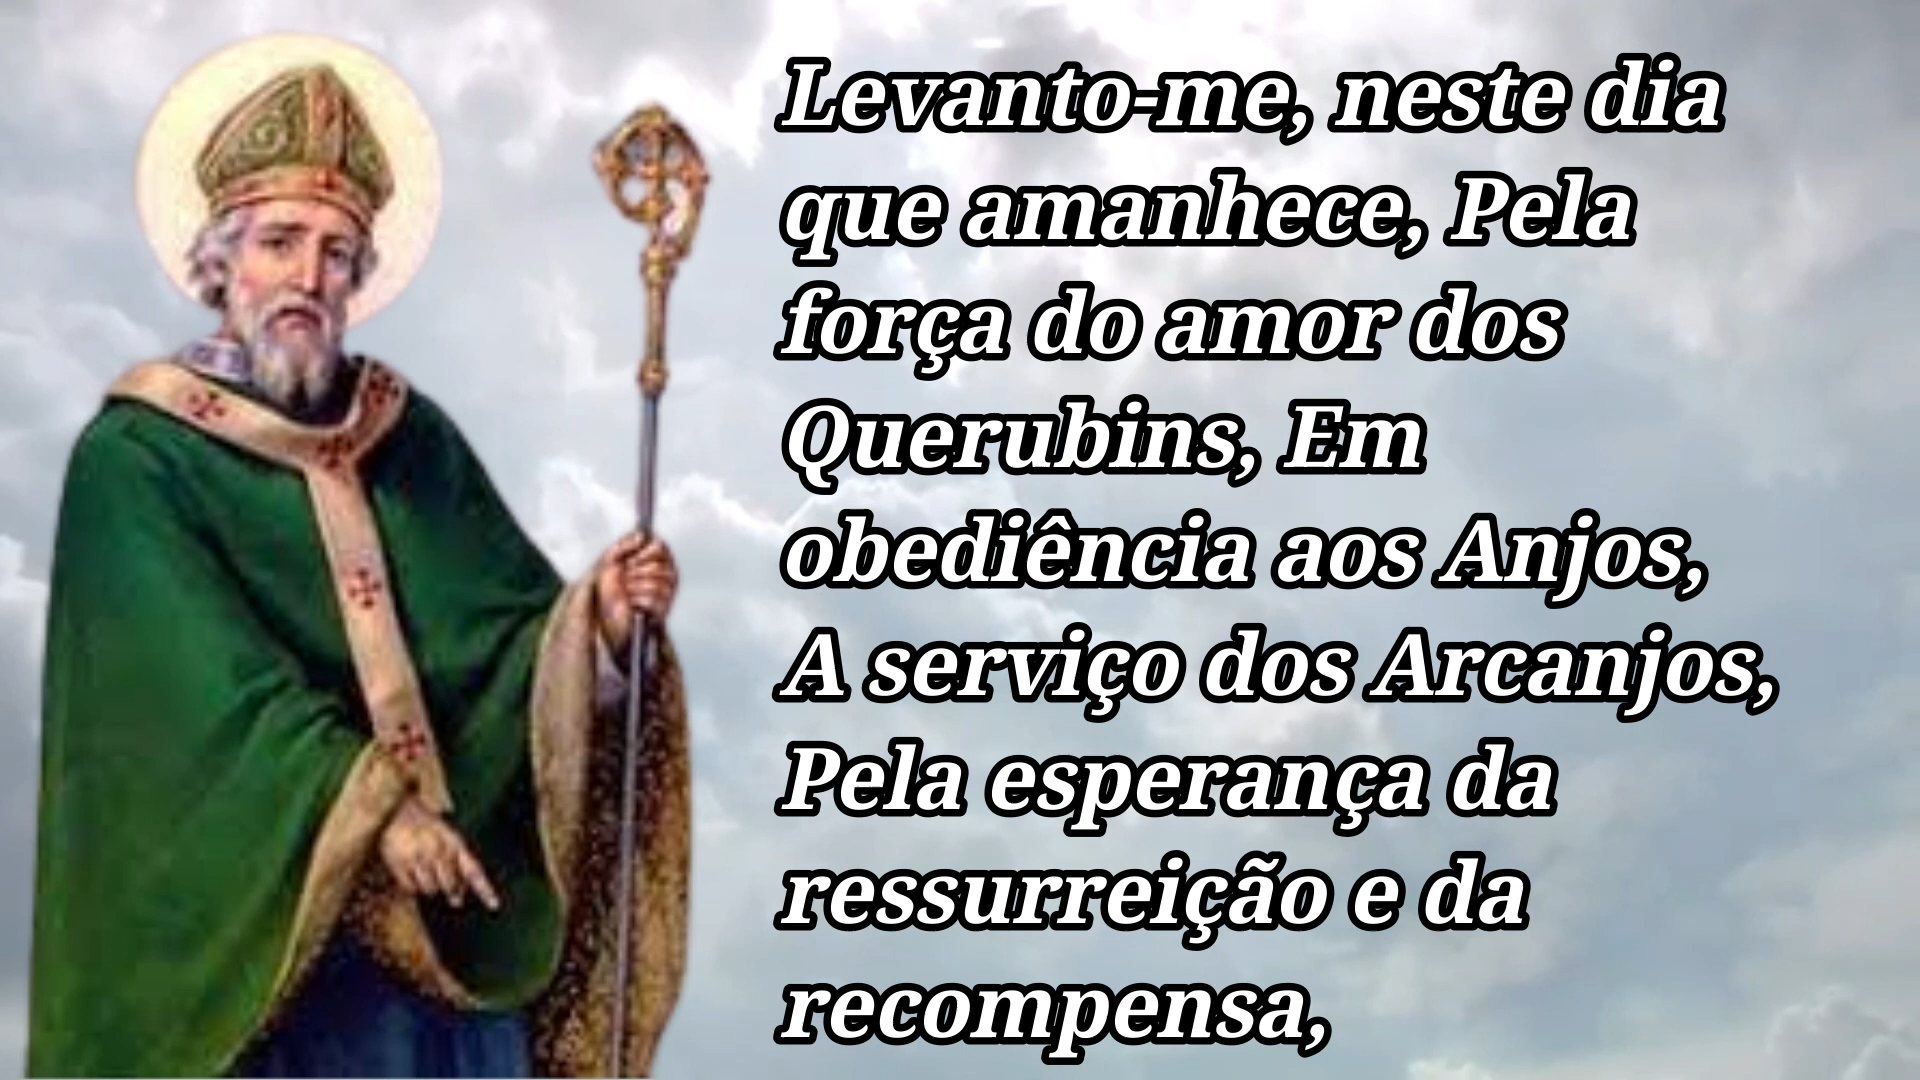 Levanto-me, neste dia
que amanhece, Pela
força do amor dos
Querubins, Em
obediência aos Anjos,
A serviço dos Arcanjos,
Pela esperança da
ressurreição e da
recompensa,